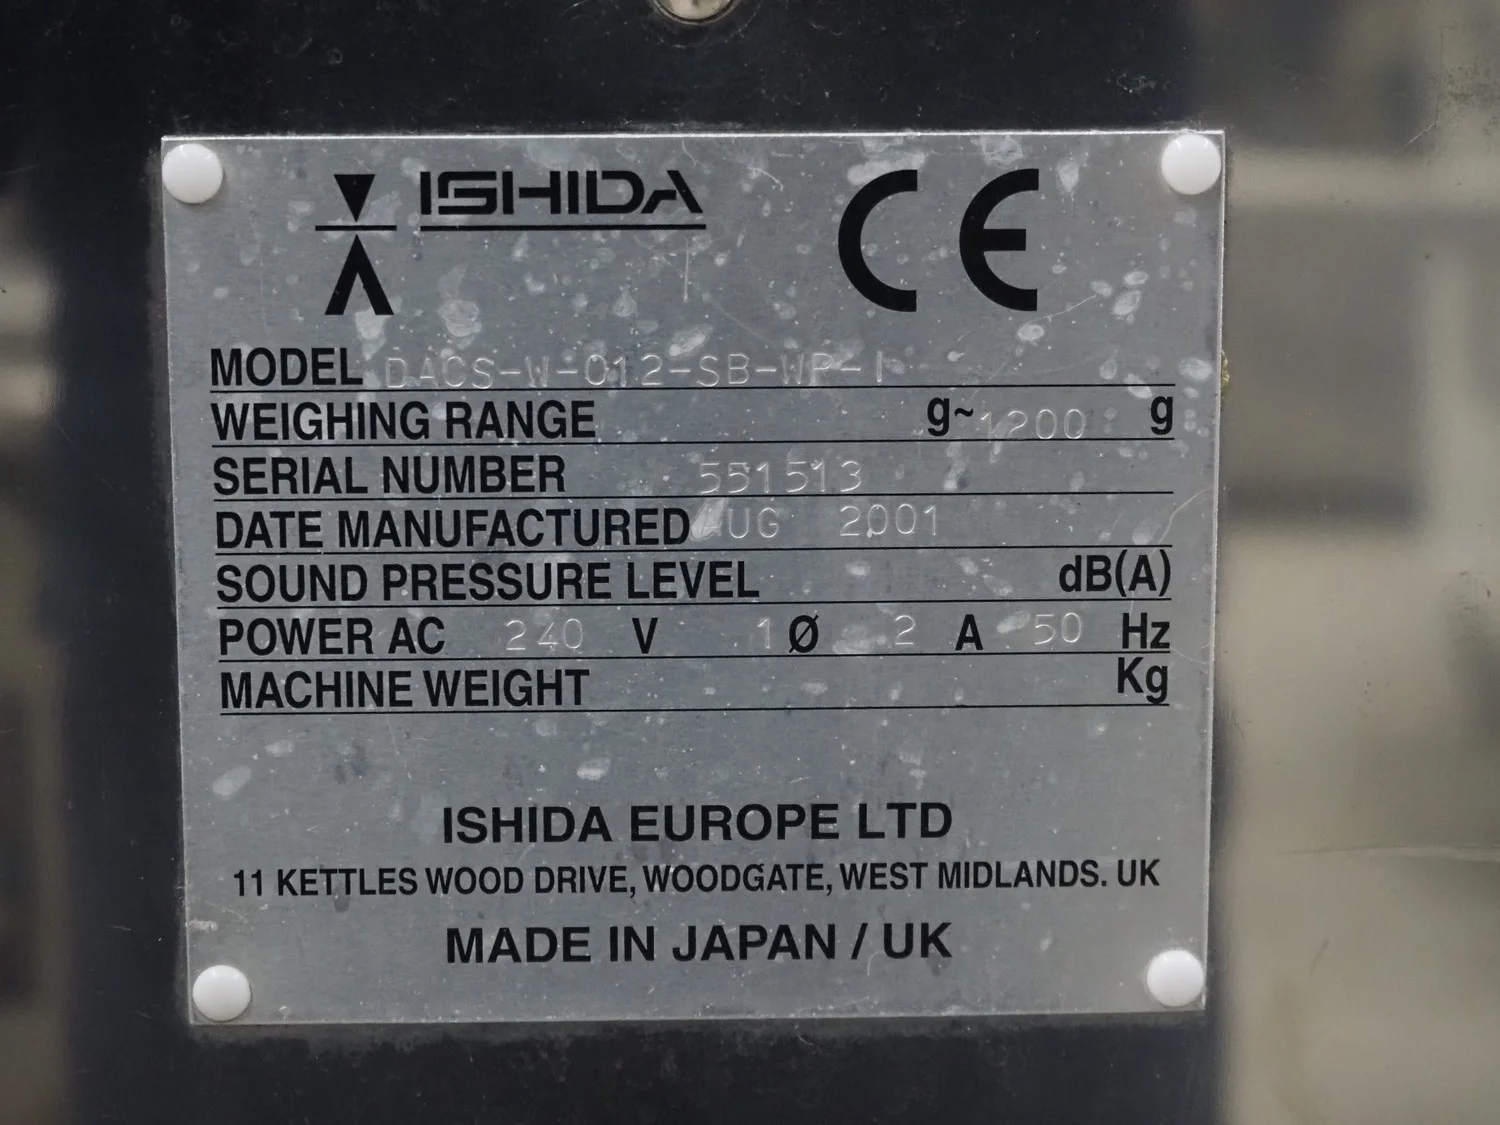 ISHIDA CE
MODEL DACS-W-012-SB-WP-I
WEIGHING RANGE g~1200 g
SERIAL NUMBER 551513
DATE MANUFACTURED AUG 2001
SOUND PRESSURE LEVEL dB(A)
POWER AC 240 V 1Ø 2 A 50 Hz
MACHINE WEIGHT Kg
ISHIDA EUROPE LTD
11 KETTLES WOOD DRIVE, WOODGATE, WEST MIDLANDS. UK
MADE IN JAPAN / UK